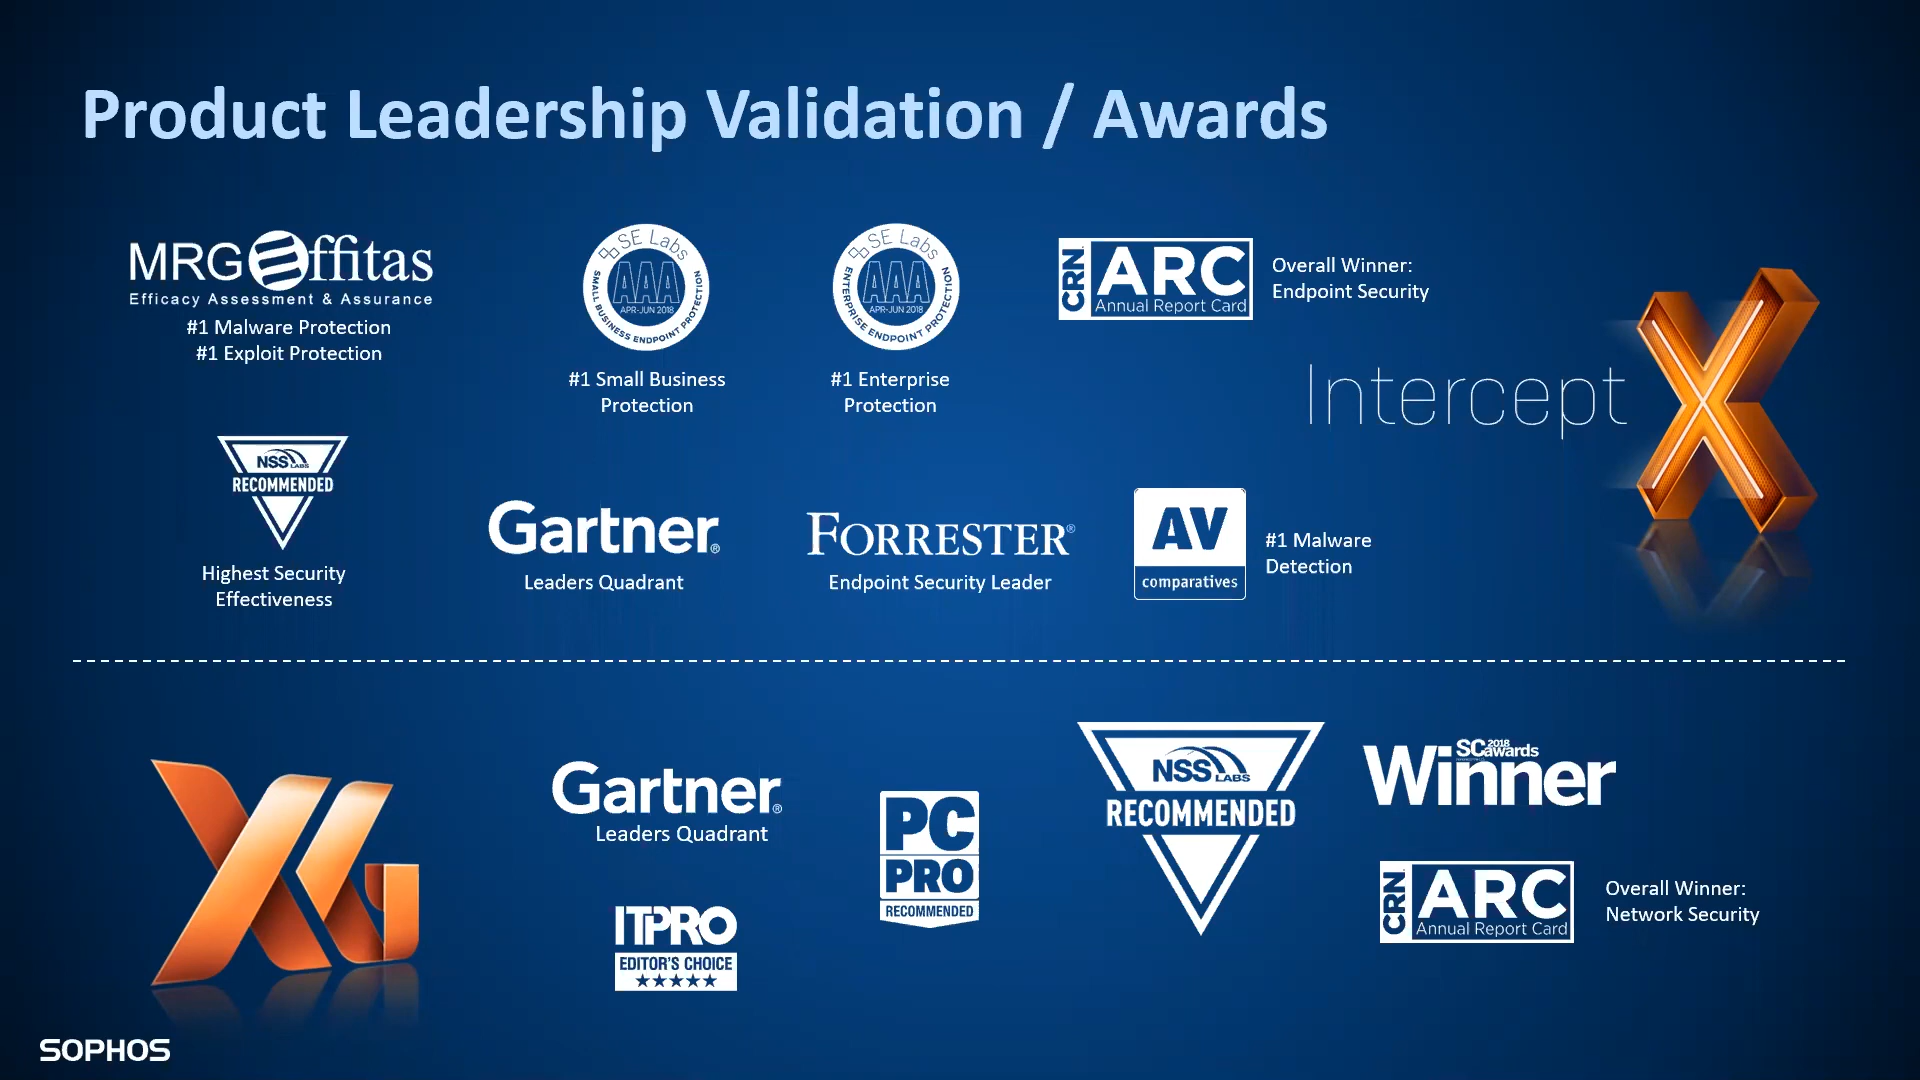 Product Leadership Validation / Awards
MRG Effitas
Efficacy Assessment & Assurance
#1 Malware Protection
#1 Exploit Protection
SE Labs
AAA
APR-JUN 2018
SMALL BUSINESS ENDPOINT PROTECTION
#1 Small Business
Protection
SE Labs
AAA
APR-JUN 2018
ENTERPRISE ENDPOINT PROTECTION
#1 Enterprise
Protection
CRN
ARC
Annual Report Card
Overall Winner:
Endpoint Security
Intercept X
NSS LABS
RECOMMENDED
Highest Security
Effectiveness
Gartner®
Leaders Quadrant
FORRESTER®
Endpoint Security Leader
AV
comparatives
#1 Malware
Detection
XG
Gartner®
Leaders Quadrant
ITPRO
EDITOR'S CHOICE
PC
PRO
RECOMMENDED
NSS LABS
RECOMMENDED
SC 2018
awards
Winner
CRN
ARC
Annual Report Card
Overall Winner:
Network Security
SOPHOS